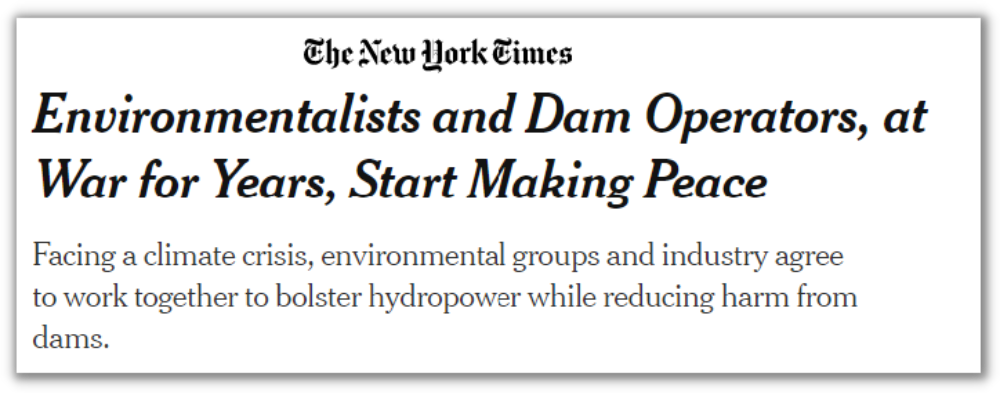 The New York Times
Environmentalists and Dam Operators, at
War for Years, Start Making Peace
Facing a climate crisis, environmental groups and industry agree
to work together to bolster hydropower while reducing harm from
dams.